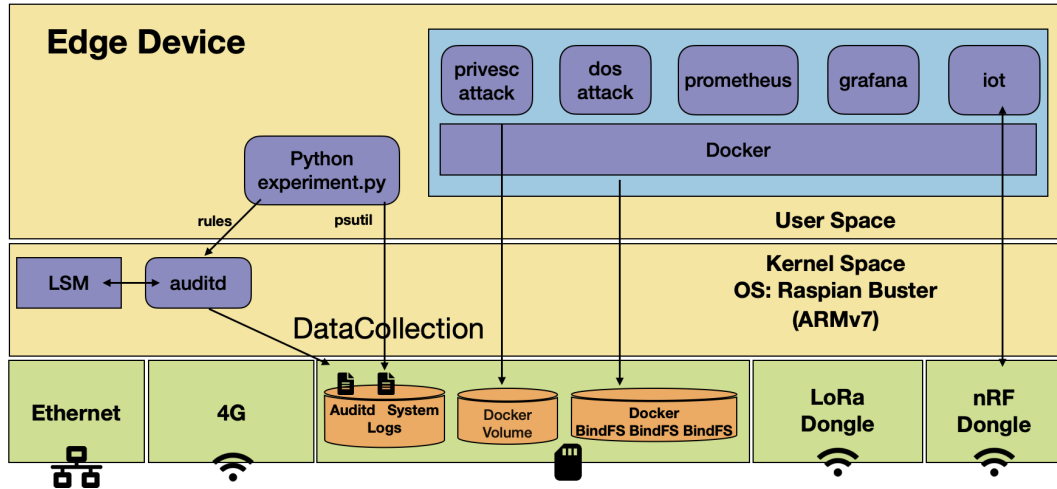 Edge Device
privesc
attack
dos
attack
prometheus
grafana
iot
Docker
Python
experiment.py
rules
psutil
User Space
LSM
auditd
Kernel Space
OS: Raspian Buster
(ARMv7)
DataCollection
Ethernet
4G
Auditd System
Logs
Docker
Volume
Docker
BindFS BindFS BindFS
LoRa
Dongle
nRF
Dongle